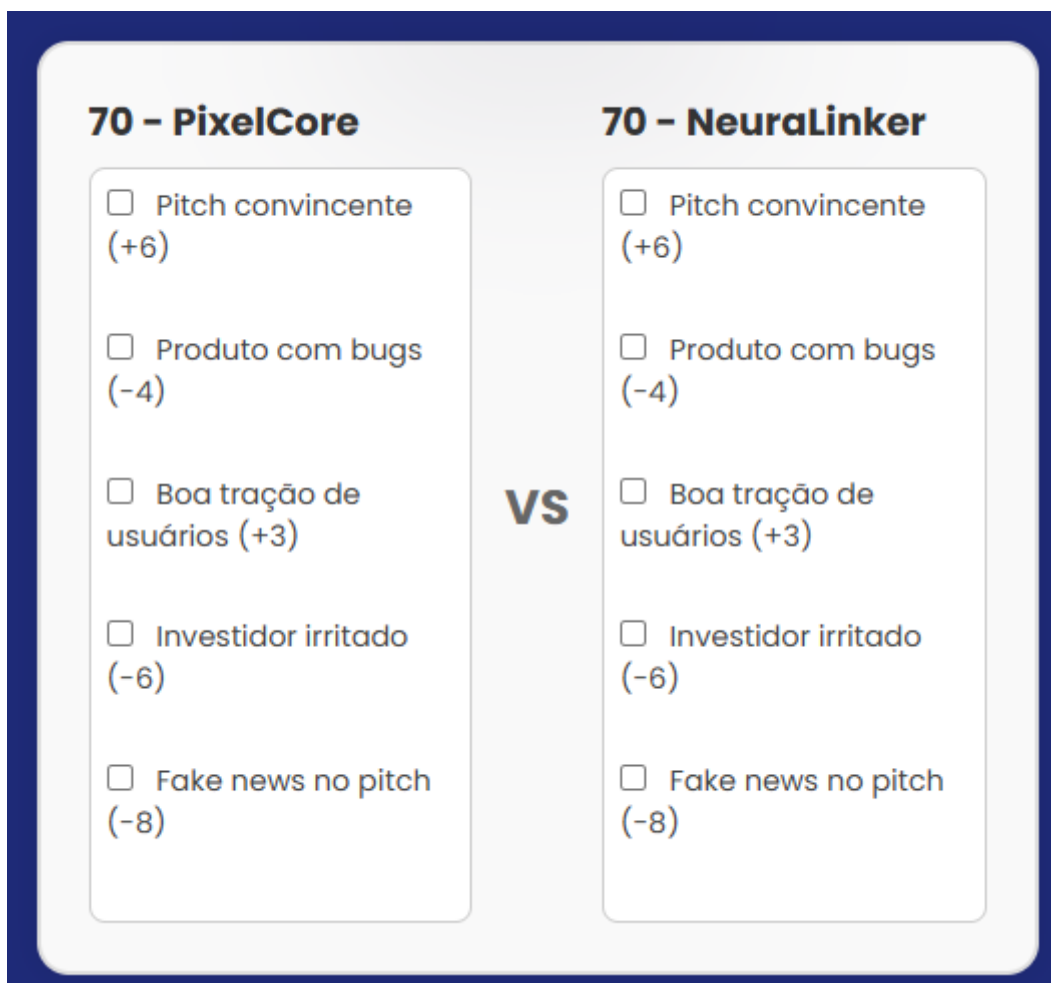 70 - PixelCore
Pitch convincente
(+6)
Produto com bugs
(-4)
Boa tração de
usuários (+3)
Investidor irritado
(-6)
Fake news no pitch
(-8)
VS
70 - NeuraLinker
Pitch convincente
(+6)
Produto com bugs
(-4)
Boa tração de
usuários (+3)
Investidor irritado
(-6)
Fake news no pitch
(-8)